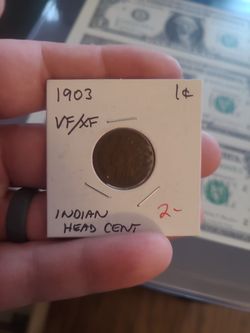 1903 1¢
VF/XF
INDIAN 2-
HEAD CENT